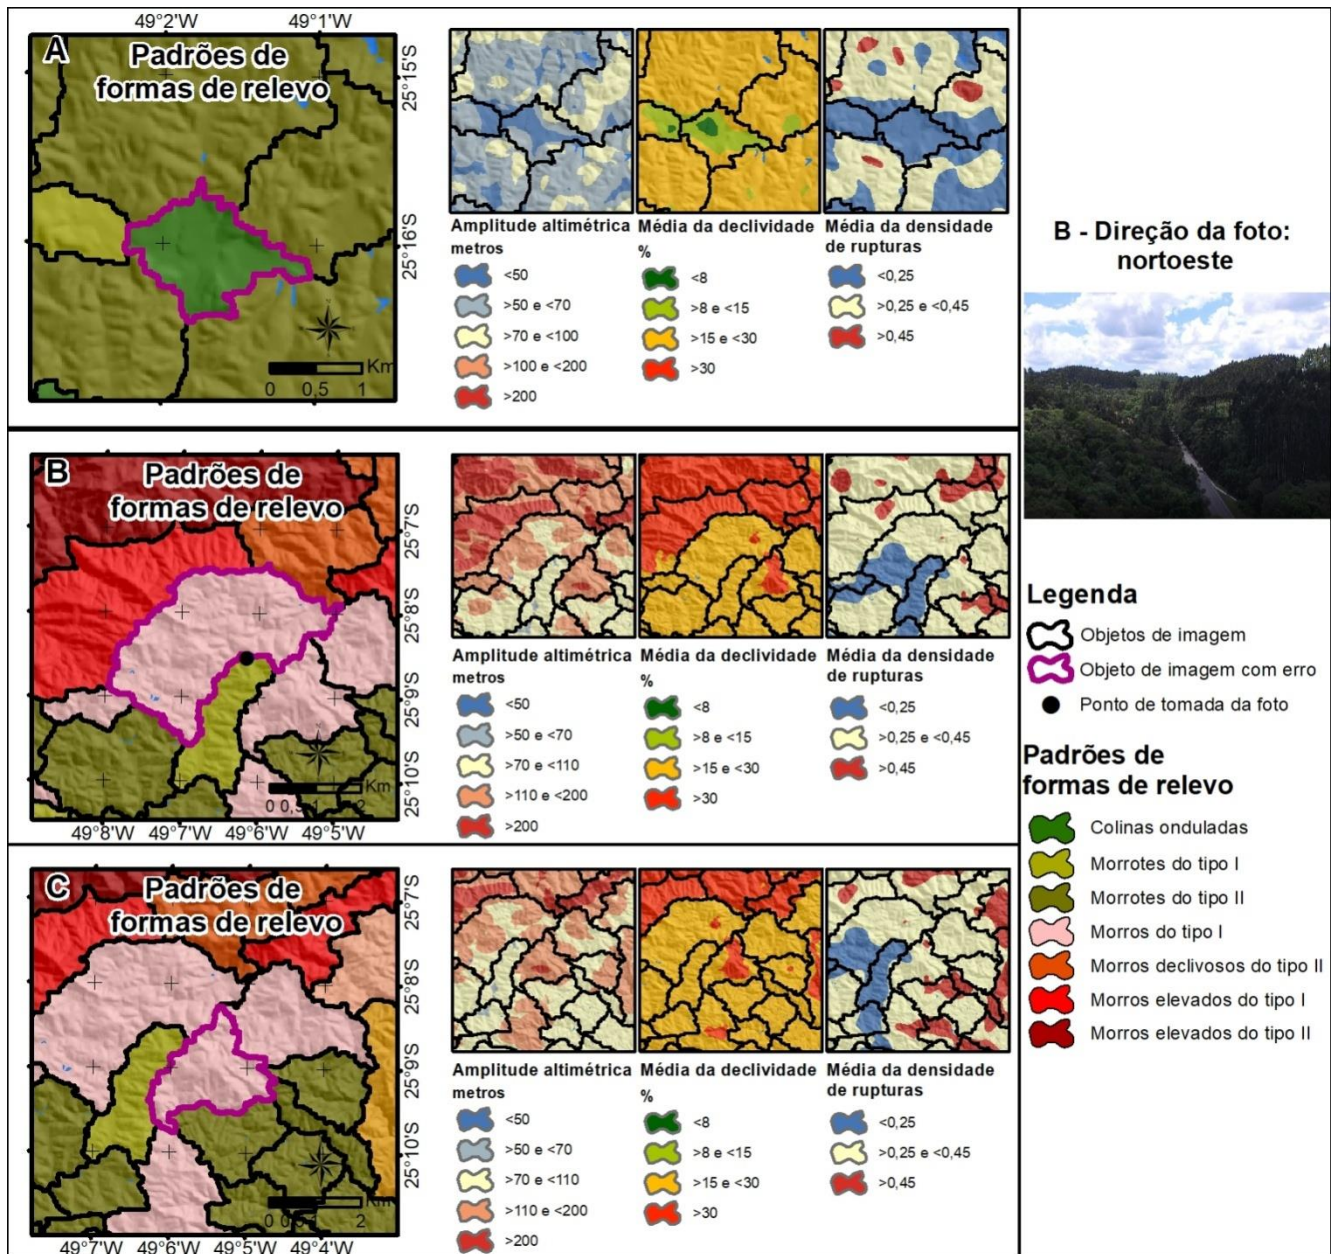 49°2'W 49°1'W
A
Padrões de
formas de relevo
25°15'S
25°16'S
Km
0 0,5 1
Amplitude altimétrica
metros
<50
>50 e <70
>70 e <100
>100 e <200
>200
Média da declividade
%
<8
>8 e <15
>15 e <30
>30
Média da densidade
de rupturas
<0,25
>0,25 e <0,45
>0,45
B
Padrões de
formas de relevo
25°7'S
25°8'S
25°9'S
25°10'S
Km
0 0,5 1 2
49°8'W 49°7'W 49°6'W 49°5'W
Amplitude altimétrica
metros
<50
>50 e <70
>70 e <110
>110 e <200
>200
Média da declividade
%
<8
>8 e <15
>15 e <30
>30
Média da densidade
de rupturas
<0,25
>0,25 e <0,45
>0,45
C
Padrões de
formas de relevo
25°7'S
25°8'S
25°9'S
25°10'S
Km
2
49°7'W 49°6'W 49°5'W 49°4'W
Amplitude altimétrica
metros
<50
>50 e <70
>70 e <110
>110 e <200
>200
Média da declividade
%
<8
>8 e <15
>15 e <30
>30
Média da densidade
de rupturas
<0,25
>0,25 e <0,45
>0,45
B - Direção da foto:
nortoeste
Legenda
Objetos de imagem
Objeto de imagem com erro
Ponto de tomada da foto
Padrões de
formas de relevo
Colinas onduladas
Morrotes do tipo I
Morrotes do tipo II
Morros do tipo I
Morros declivosos do tipo II
Morros elevados do tipo I
Morros elevados do tipo II